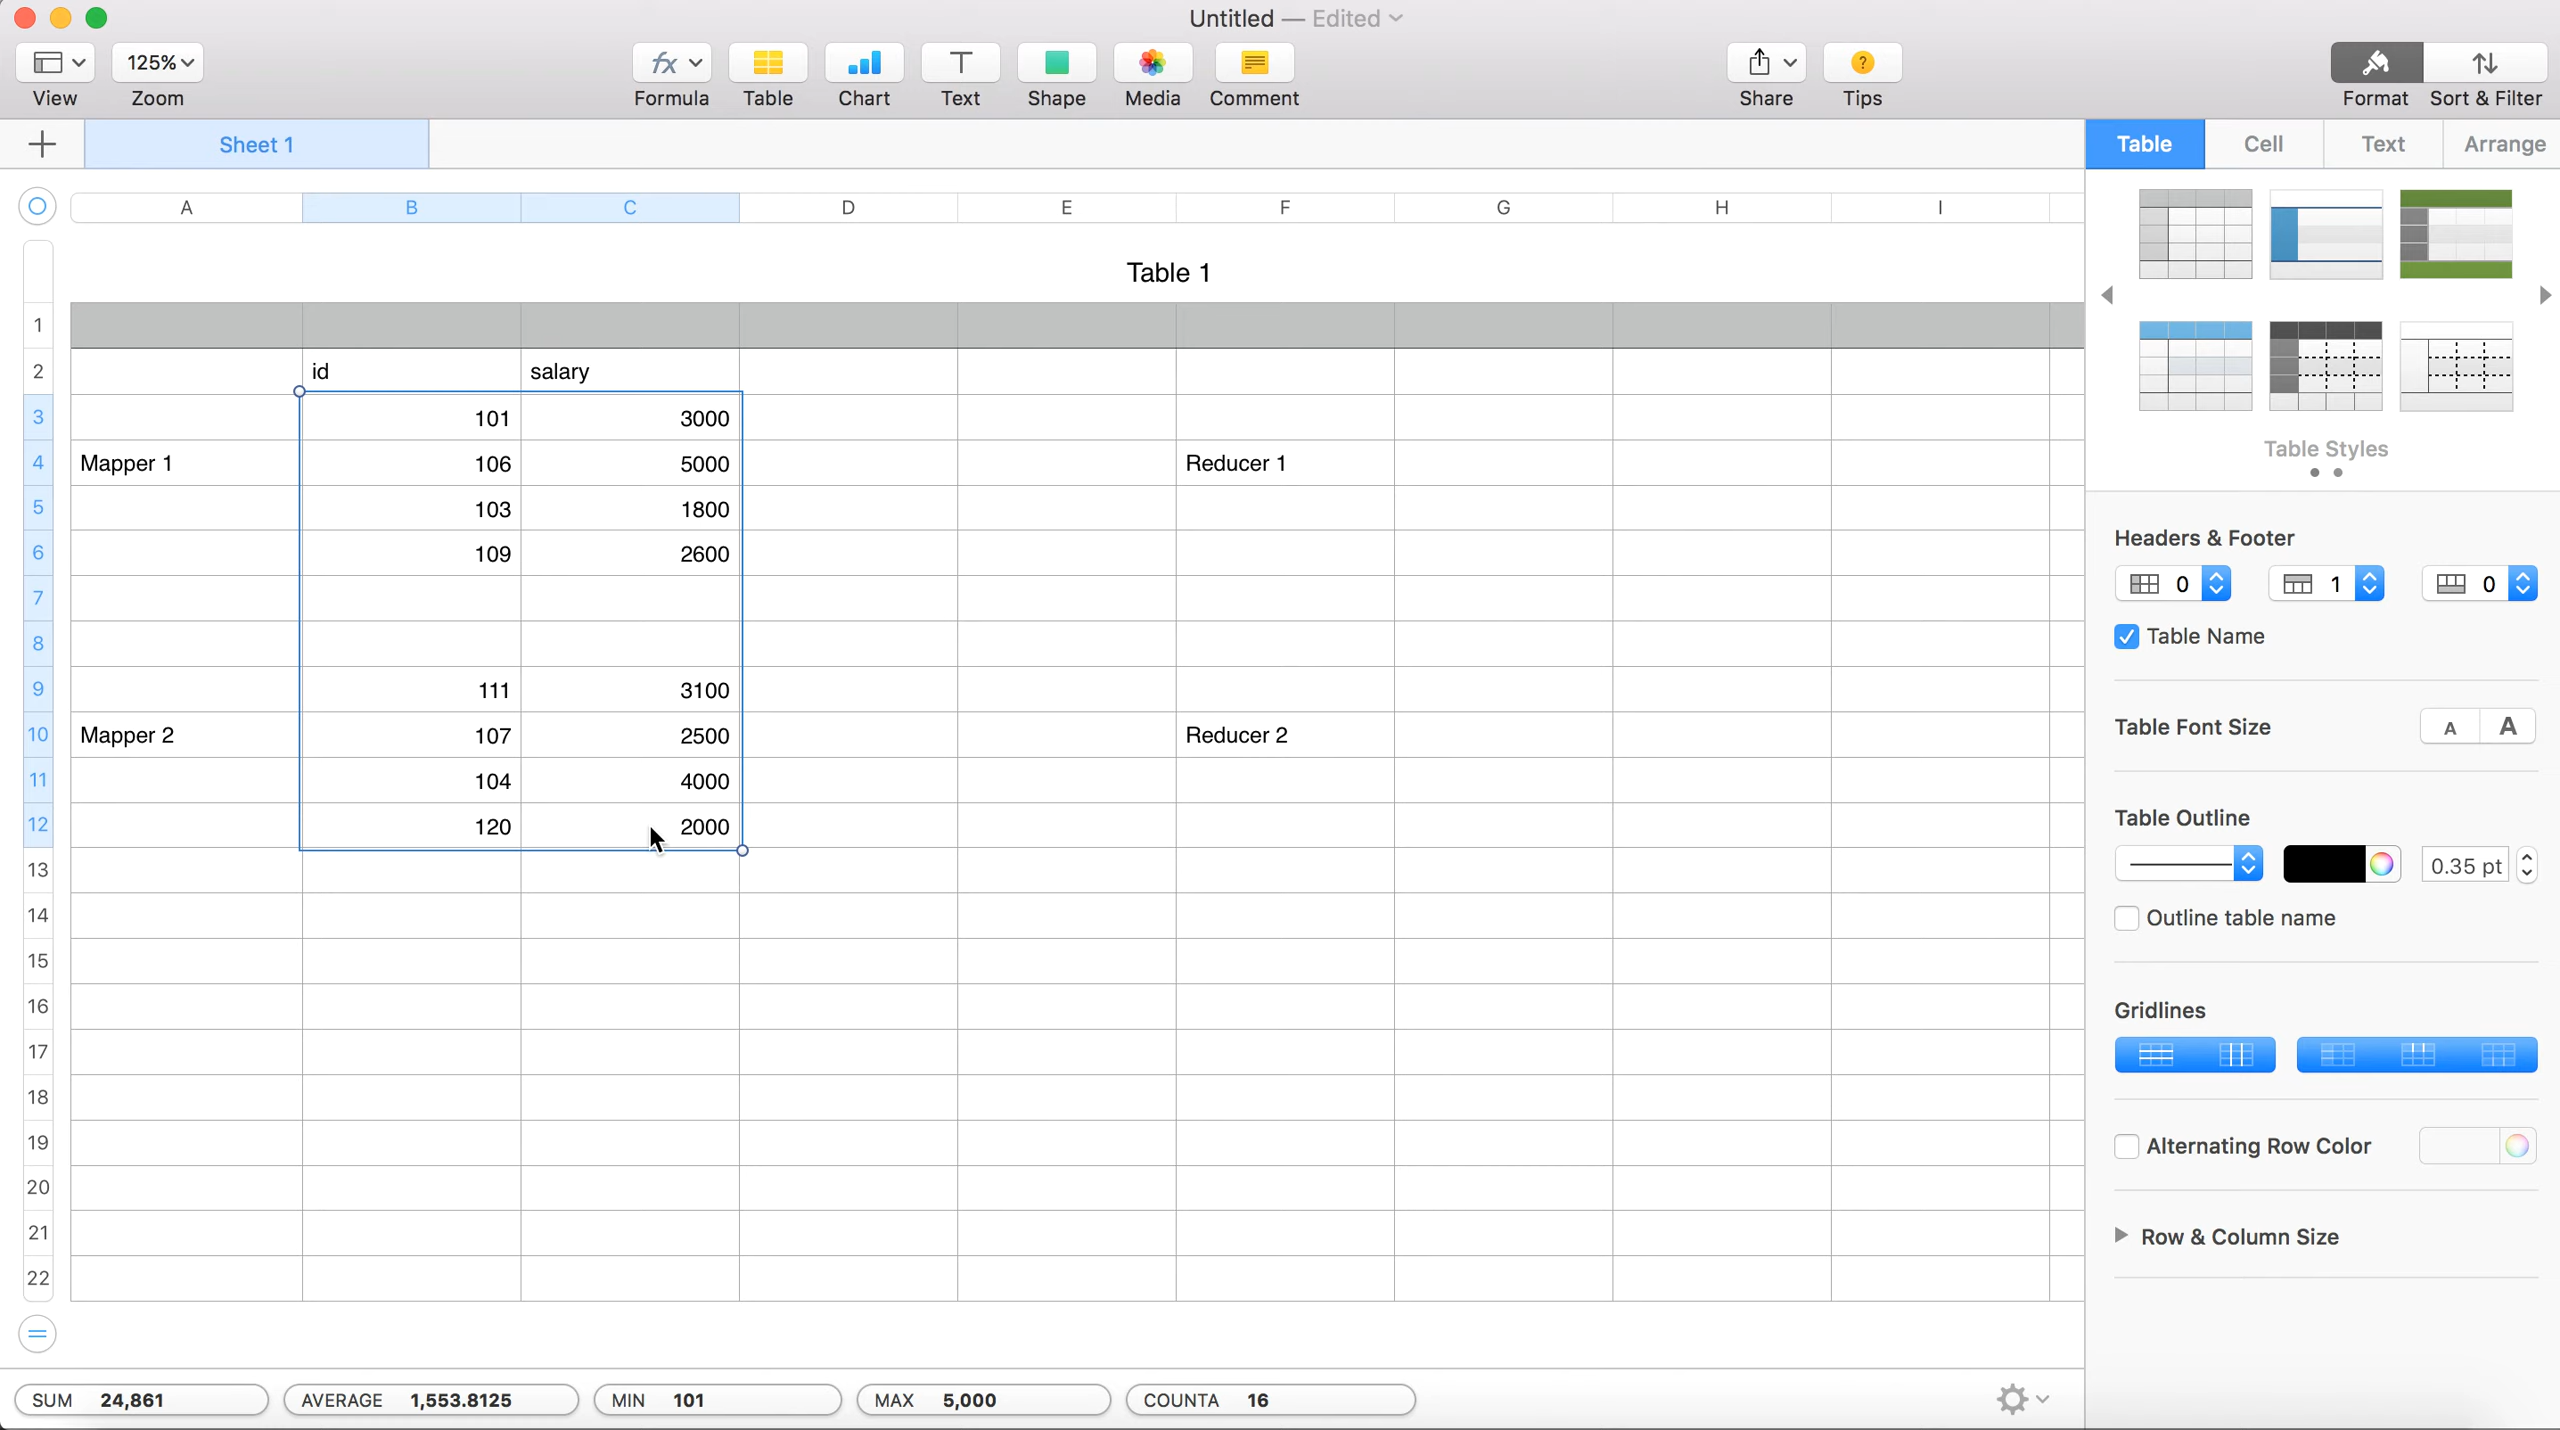 Untitled — Edited
125%
View Zoom Formula Table Chart Text Shape Media Comment Share Tips Format Sort & Filter
Sheet 1
Table Cell Text Arrange
A B C D E F G H I
Table 1
1
2 id salary
3 101 3000
4 Mapper 1 106 5000 Reducer 1
5 103 1800
6 109 2600
7
8
9 111 3100
10 Mapper 2 107 2500 Reducer 2
11 104 4000
12 120 2000
13
14
15
16
17
18
19
20
21
22
SUM 24,861 AVERAGE 1,553.8125 MIN 101 MAX 5,000 COUNTA 16
Table Styles
Headers & Footer
0 1 0
Table Name
Table Font Size A A
Table Outline
0.35 pt
Outline table name
Gridlines
Alternating Row Color
Row & Column Size